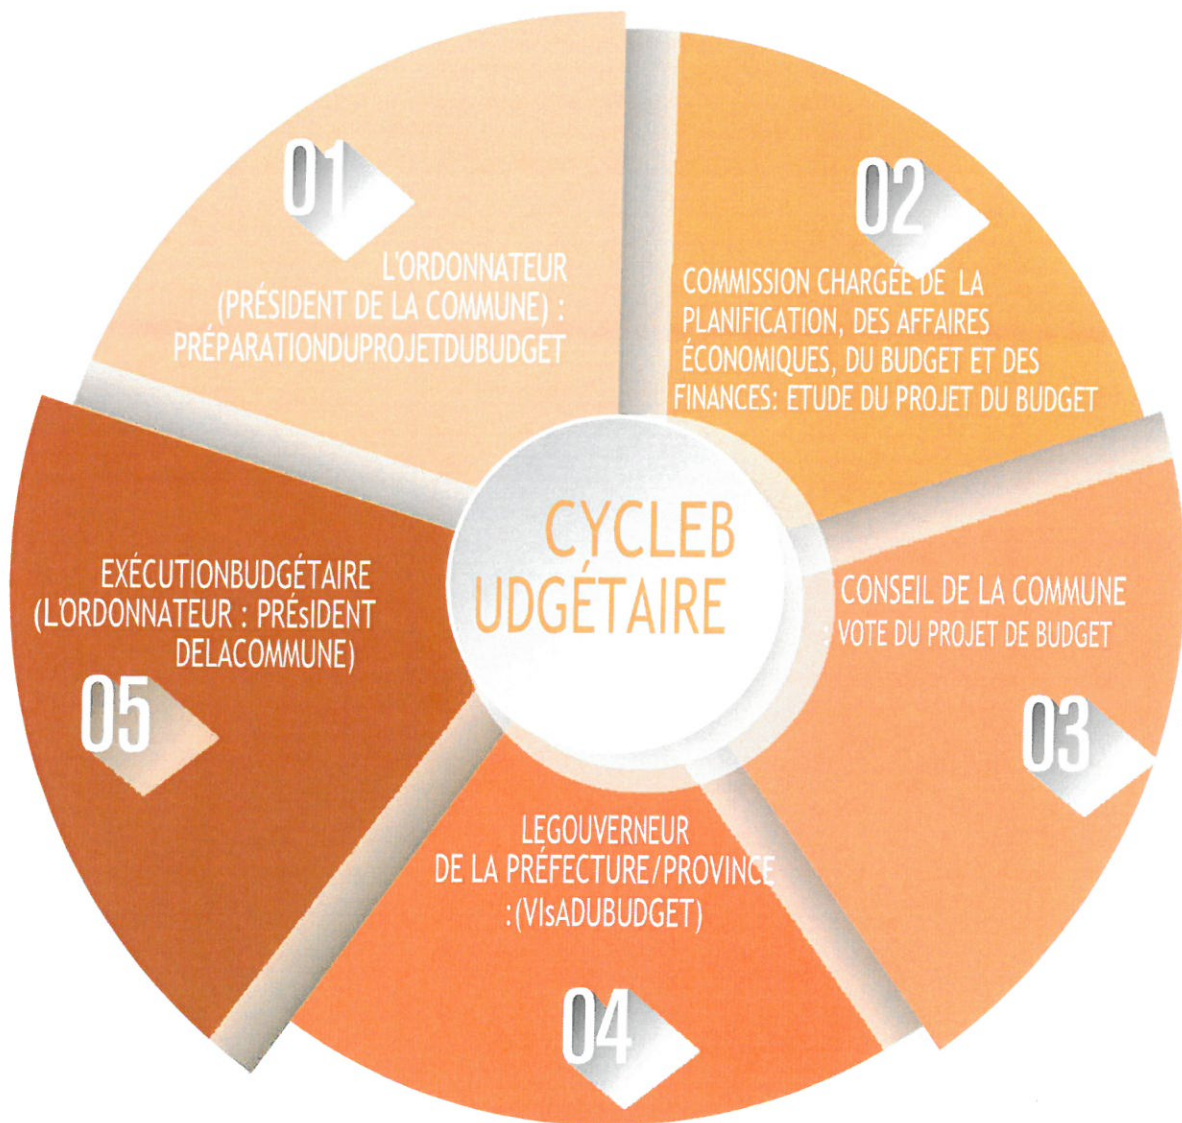 01
L'ORDONNATEUR
(PRÉSIDENT DE LA COMMUNE) :
PRÉPARATIONDUPROJETDUBUDGET
02
COMMISSION CHARGÉE DE LA
PLANIFICATION, DES AFFAIRES
ÉCONOMIQUES, DU BUDGET ET DES
FINANCES: ETUDE DU PROJET DU BUDGET
CYCLEB
UDGÉTAIRE
CONSEIL DE LA COMMUNE
: VOTE DU PROJET DE BUDGET
03
LEGOUVERNEUR
DE LA PRÉFECTURE/PROVINCE
:(VIsADUBUDGET)
04
EXÉCUTIONBUDGÉTAIRE
(L'ORDONNATEUR : PRÉsIDENT
DELACOMMUNE)
05